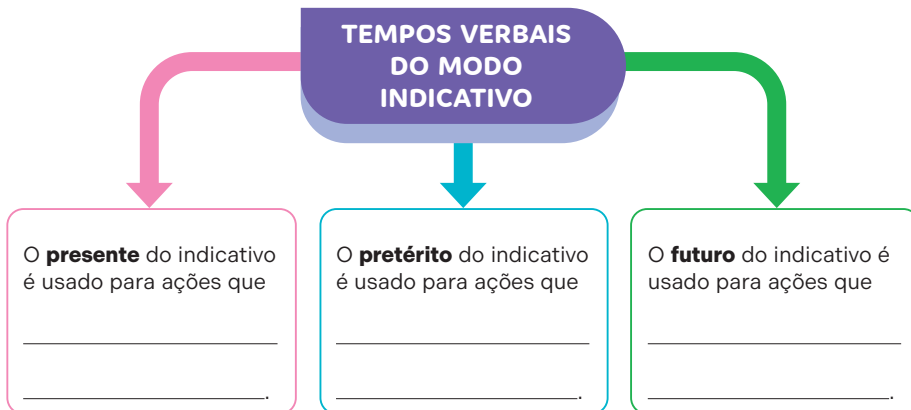 TEMPOS VERBAIS
DO MODO
INDICATIVO
O presente do indicativo
é usado para ações que
.
O pretérito do indicativo
é usado para ações que
.
O futuro do indicativo é
usado para ações que
.